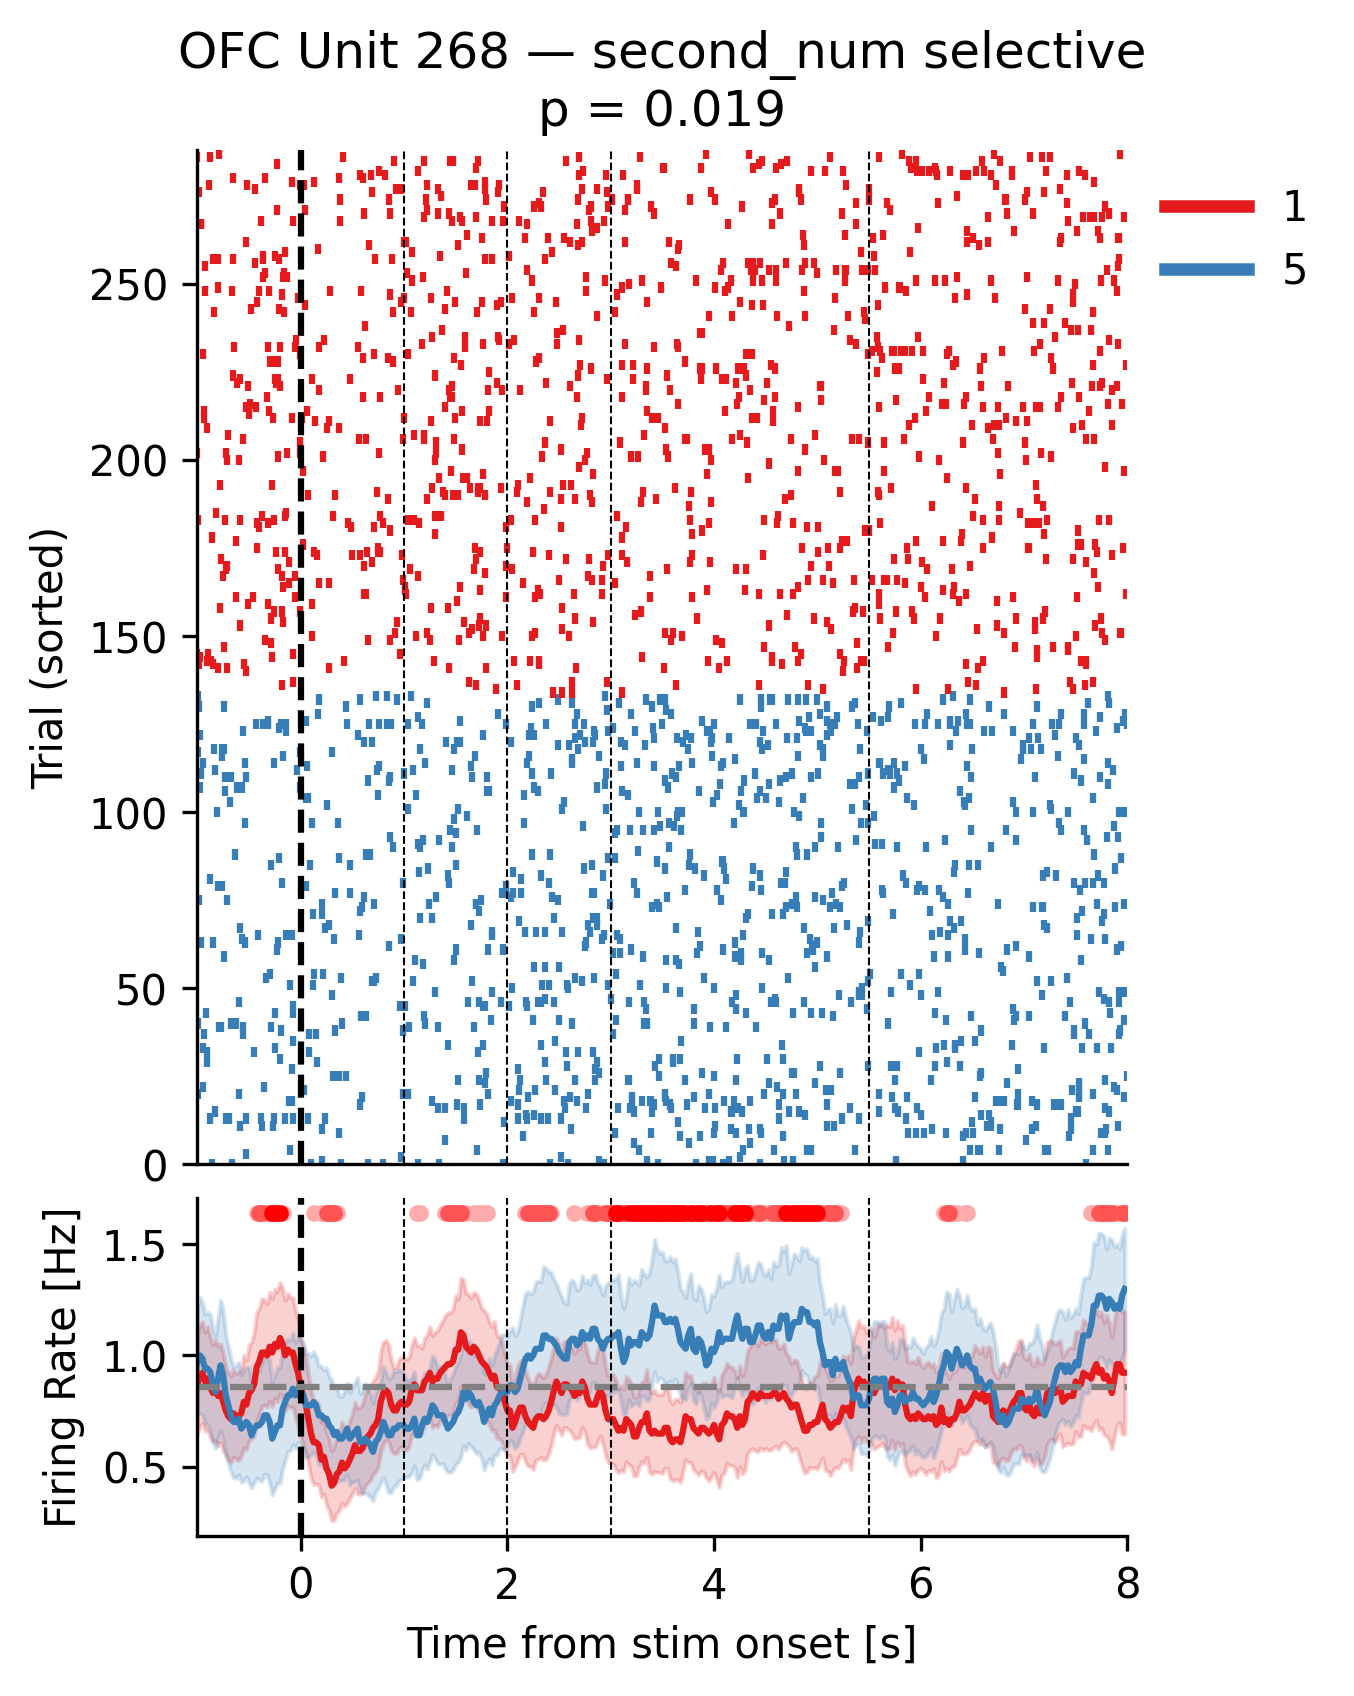 OFC Unit 268 — second_num selective
p = 0.019
1
5
250
200
150
100
50
0
Trial (sorted)
1.5
1.0
0.5
Firing Rate [Hz]
0 2 4 6 8
Time from stim onset [s]